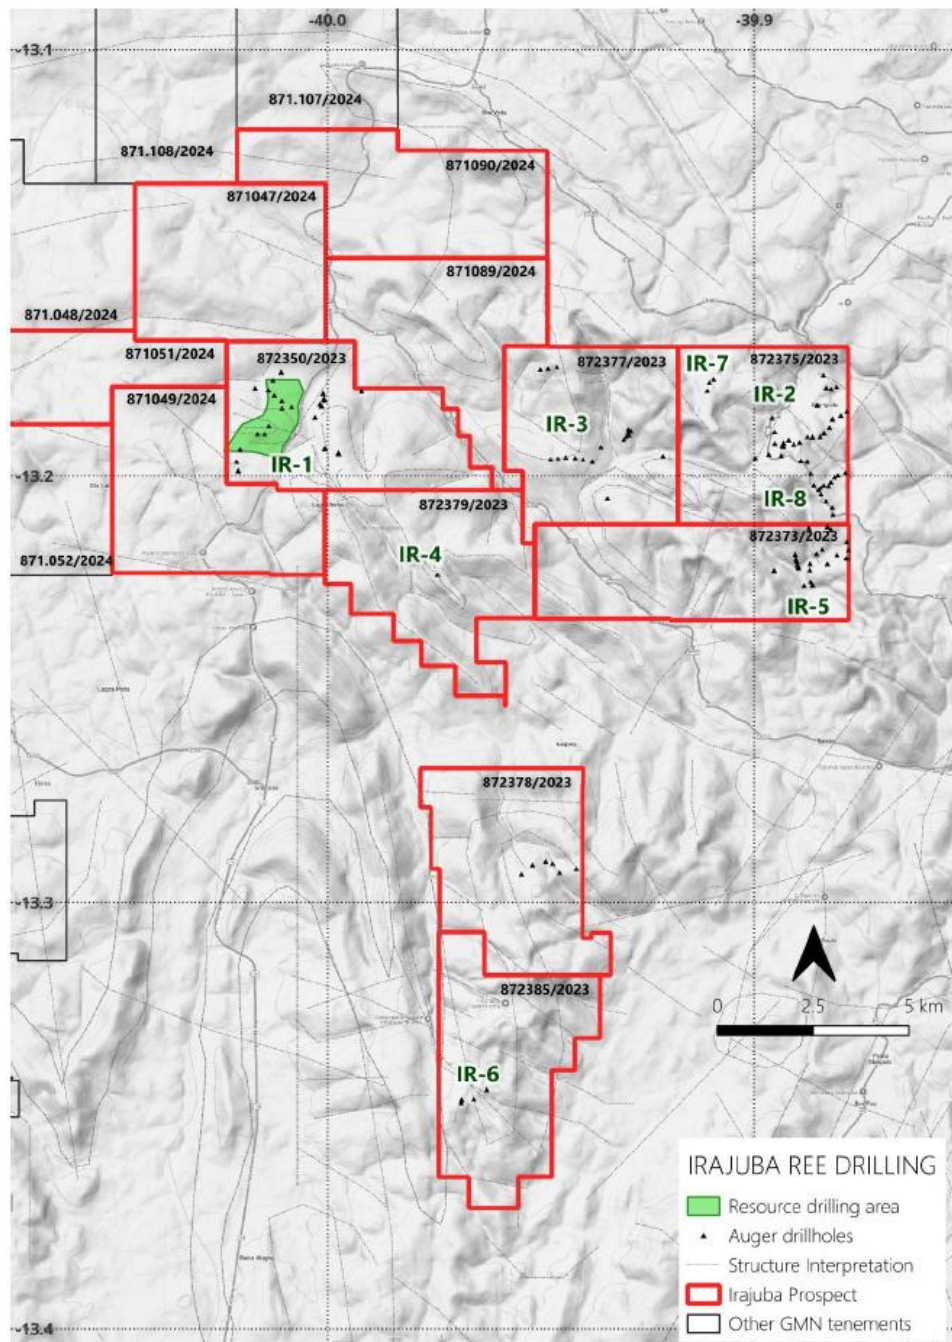 -40.0
-39.9
-13.1
871.107/2024
871.108/2024
871090/2024
871047/2024
871089/2024
871.048/2024
871051/2024
872350/2023
872377/2023
IR-7
872375/2023
871049/2024
IR-2
IR-3
IR-1
-13.2
IR-8
872379/2023
872373/2023
IR-4
871.052/2024
IR-5
872378/2023
-13.3
872385/2023
0 2.5 5 km
IR-6
IRAJUBA REE DRILLING
Resource drilling area
Auger drillholes
Structure Interpretation
Irajuba Prospect
Other GMN tenements
-13.4